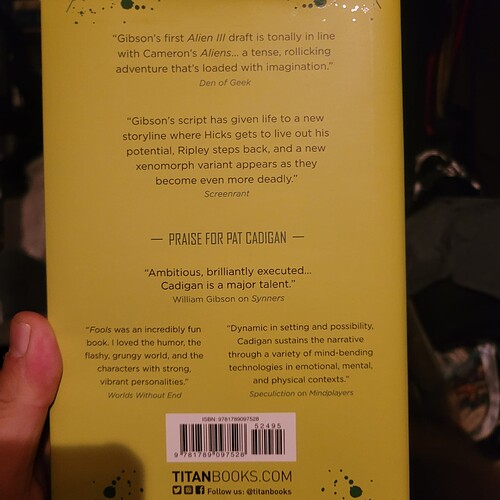 “Gibson’s first Alien III draft is tonally in line
with Cameron’s Aliens... a tense, rollicking
adventure that’s loaded with imagination.”
Den of Geek
“Gibson’s script has given life to a new
storyline where Hicks gets to live out his
potential, Ripley steps back, and a new
xenomorph variant appears as they
become even more deadly.”
Screenrant
— PRAISE FOR PAT CADIGAN —
“Ambitious, brilliantly executed...
Cadigan is a major talent.”
William Gibson on Synners
“Fools was an incredibly fun
book. I loved the humor, the
flashy, grungy world, and the
characters with strong,
vibrant personalities.”
Worlds Without End
“Dynamic in setting and possibility,
Cadigan sustains the narrative
through a variety of mind-bending
technologies in emotional, mental,
and physical contexts.”
Speculiction on Mindplayers
ISBN: 9781789097528
52495
9 781789 097528
TITANBOOKS.COM
Follow us: @titanbooks